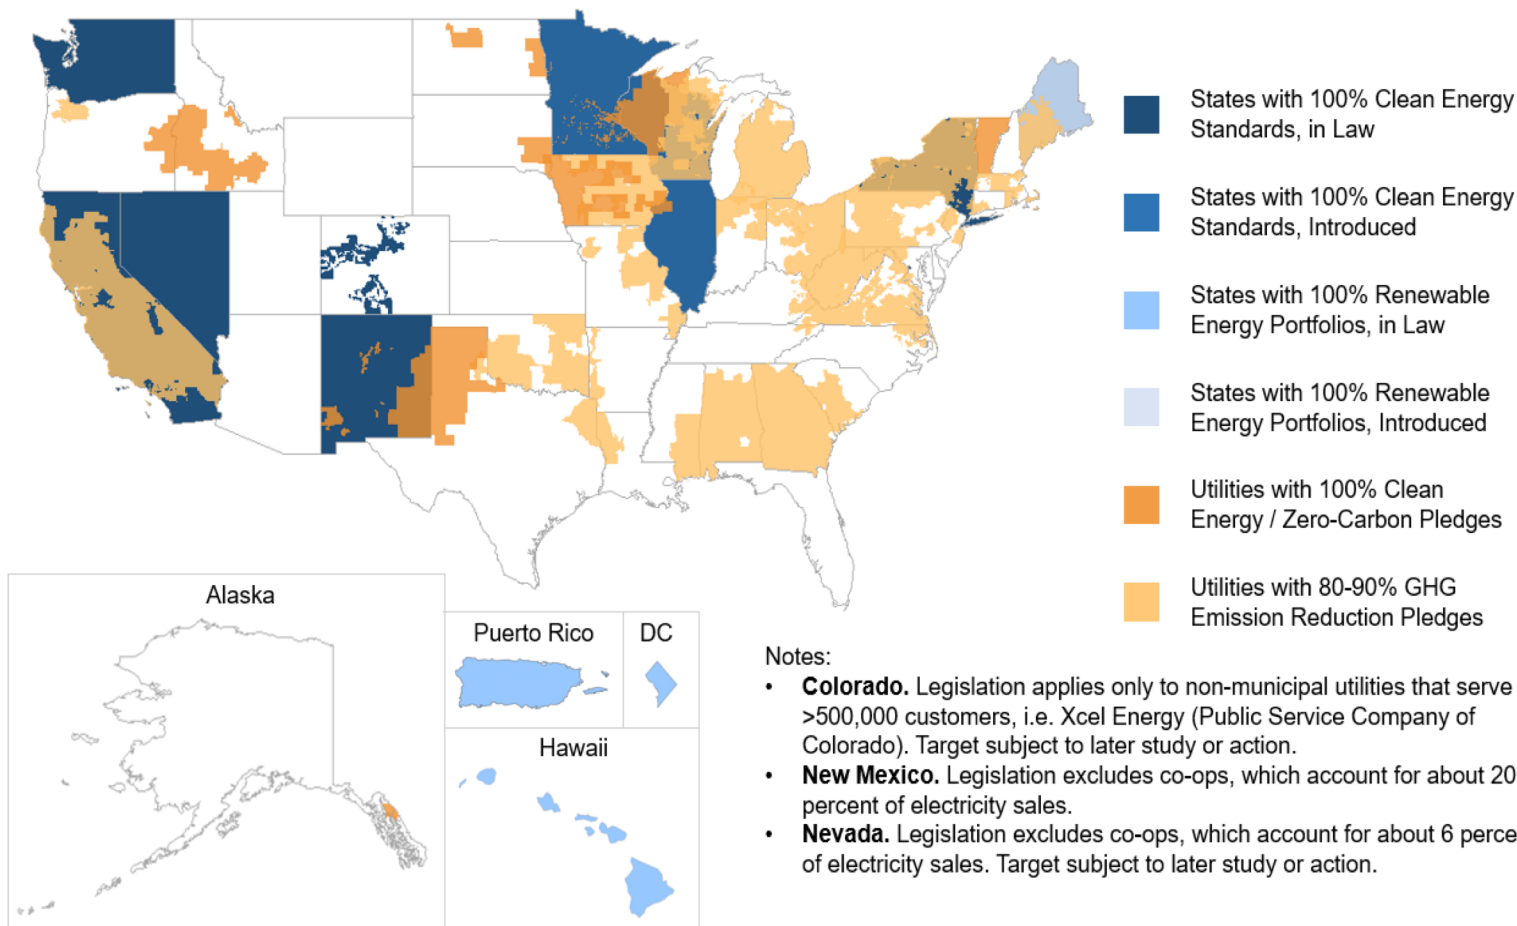 States with 100% Clean Energy
Standards, in Law
States with 100% Clean Energy
Standards, Introduced
States with 100% Renewable
Energy Portfolios, in Law
States with 100% Renewable
Energy Portfolios, Introduced
Utilities with 100% Clean
Energy / Zero-Carbon Pledges
Utilities with 80-90% GHG
Emission Reduction Pledges
Alaska
Puerto Rico
DC
Hawaii
Notes:
• Colorado. Legislation applies only to non-municipal utilities that serve
>500,000 customers, i.e. Xcel Energy (Public Service Company of
Colorado). Target subject to later study or action.
• New Mexico. Legislation excludes co-ops, which account for about 20
percent of electricity sales.
• Nevada. Legislation excludes co-ops, which account for about 6 perce
of electricity sales. Target subject to later study or action.